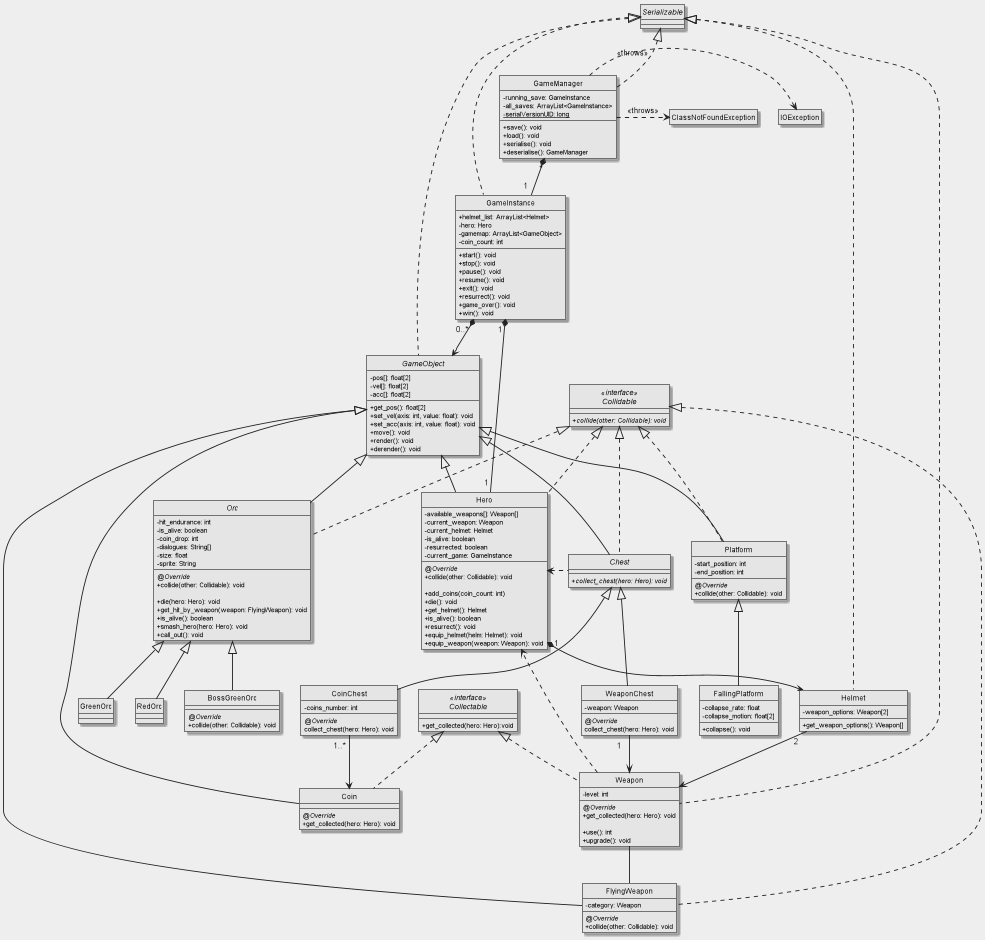 Serializable
«throws»
GameManager
-running_save: GameInstance
-all_saves: ArrayList<GameInstance>
-serialVersionUID: long
+save(): void
+load(): void
+serialise(): void
+deserialise(): GameManager
«throws»
ClassNotFoundException
IOException
1
GameInstance
+helmet_list: ArrayList<Helmet>
-hero: Hero
-gamemap: ArrayList<GameObject>
-coin_count: int
+start(): void
+stop(): void
+pause(): void
+resume(): void
+exit(): void
+resurrect(): void
+game_over(): void
+win(): void
0..*
1
GameObject
-pos[]: float[2]
-vel[]: float[2]
-acc[]: float[2]
+get_pos(): float[2]
+set_vel(axis: int, value: float): void
+set_acc(axis: int, value: float): void
+move(): void
+render(): void
+derender(): void
«interface»
Collidable
+collide(other: Collidable): void
1
Orc
-hit_endurance: int
-is_alive: boolean
-coin_drop: int
-dialogues: String[]
-size: float
-sprite: String
@Override
+collide(other: Collidable): void
+die(hero: Hero): void
+get_hit_by_weapon(weapon: FlyingWeapon): void
+is_alive(): boolean
+smash_hero(hero: Hero): void
+call_out(): void
Hero
-available_weapons[]: Weapon[]
-current_weapon: Weapon
-current_helmet: Helmet
-is_alive: boolean
-resurrected: boolean
-current_game: GameInstance
@Override
+collide(other: Collidable): void
+add_coins(coin_count: int)
+die(): void
+get_helmet(): Helmet
+is_alive(): boolean
+resurrect(): void
+equip_helmet(helm: Helmet): void
+equip_weapon(weapon: Weapon): void
1
Chest
+collect_chest(hero: Hero): void
Platform
-start_position: int
-end_position: int
@Override
+collide(other: Collidable): void
GreenOrc
RedOrc
BossGreenOrc
@Override
+collide(other: Collidable): void
CoinChest
-coins_number: int
@Override
collect_chest(hero: Hero): void
1..*
«interface»
Collectable
+get_collected(hero: Hero):void
WeaponChest
-weapon: Weapon
@Override
collect_chest(hero: Hero): void
1
FallingPlatform
-collapse_rate: float
-collapse_motion: float[2]
+collapse(): void
Helmet
-weapon_options: Weapon[2]
+get_weapon_options(): Weapon[]
2
Coin
@Override
+get_collected(hero: Hero): void
Weapon
-level: int
@Override
+get_collected(hero: Hero): void
+use(): int
+upgrade(): void
FlyingWeapon
-category: Weapon
@Override
+collide(other: Collidable): void